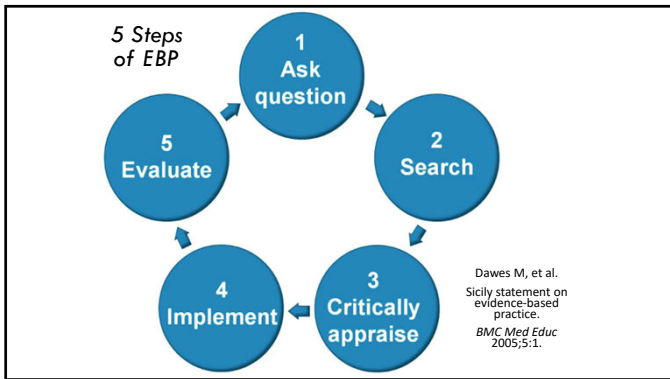 5 Steps
of EBP
1
Ask
question
2
Search
3
Critically
appraise
4
Implement
5
Evaluate
Dawes M, et al.
Sicily statement on
evidence-based
practice.
BMC Med Educ
2005;5:1.